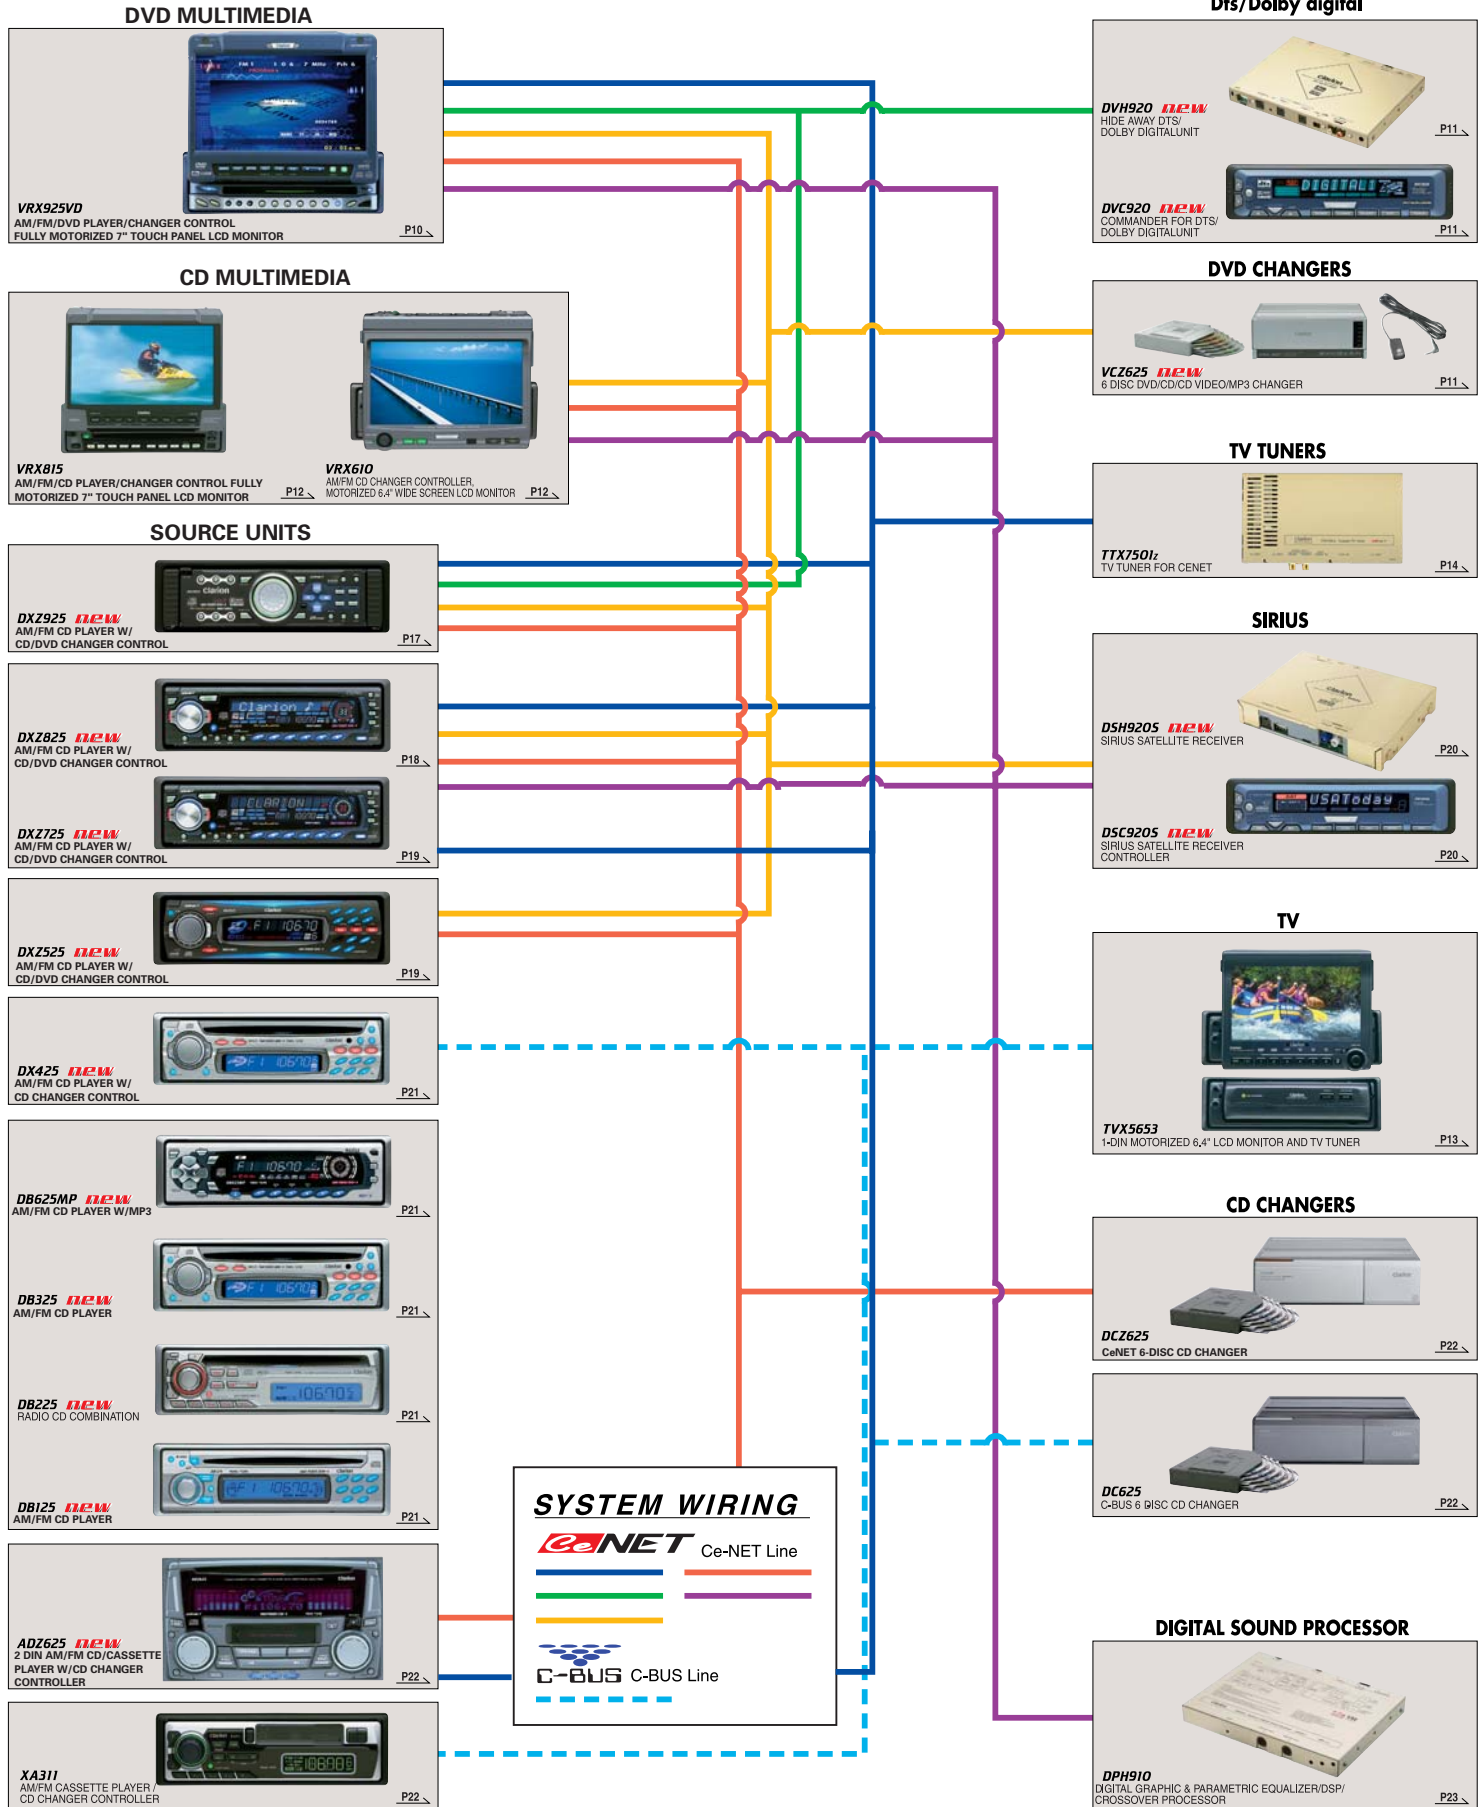 DVD MULTIMEDIA
VRX925VD
AM/FM/DVD PLAYER/CHANGER CONTROL
FULLY MOTORIZED 7" TOUCH PANEL LCD MONITOR
P10
CD MULTIMEDIA
VRX815
AM/FM/CD PLAYER/CHANGER CONTROL FULLY
MOTORIZED 7" TOUCH PANEL LCD MONITOR
P12
VRX610
AM/FM CD CHANGER CONTROLLER,
MOTORIZED 6.4" WIDE SCREEN LCD MONITOR
P12
SOURCE UNITS
clarion
DXZ925 new
AM/FM CD PLAYER W/
CD/DVD CHANGER CONTROL
P17
Clarion
DXZ825 new
AM/FM CD PLAYER W/
CD/DVD CHANGER CONTROL
P18
CLARION
DXZ725 new
AM/FM CD PLAYER W/
CD/DVD CHANGER CONTROL
P19
DXZ525 new
AM/FM CD PLAYER W/
CD/DVD CHANGER CONTROL
P19
DX425 new
AM/FM CD PLAYER W/
CD CHANGER CONTROL
P21
DB625MP new
AM/FM CD PLAYER W/MP3
P21
DB325 new
AM/FM CD PLAYER
P21
DB225 new
RADIO CD COMBINATION
P21
DB125 new
AM/FM CD PLAYER
P21
ADZ625 new
2 DIN AM/FM CD/CASSETTE
PLAYER W/CD CHANGER
CONTROLLER
P22
XA311
AM/FM CASSETTE PLAYER /
CD CHANGER CONTROLLER
P22
SYSTEM WIRING
CeNET Ce-NET Line
C-BUS C-BUS Line
Dts/Dolby digital
DVH920 new
HIDE AWAY DTS/
DOLBY DIGITALUNIT
P11
DIGITAL
DVC920 new
COMMANDER FOR DTS/
DOLBY DIGITALUNIT
P11
DVD CHANGERS
VCZ625 new
6 DISC DVD/CD/CD VIDEO/MP3 CHANGER
P11
TV TUNERS
TTX7501z
TV TUNER FOR CENET
P14
SIRIUS
DSH920S new
SIRIUS SATELLITE RECEIVER
P20
USAToday
DSC920S new
SIRIUS SATELLITE RECEIVER
CONTROLLER
P20
TV
TVX5653
1-DIN MOTORIZED 6.4" LCD MONITOR AND TV TUNER
P13
CD CHANGERS
DCZ625
CeNET 6-DISC CD CHANGER
P22
DC625
C-BUS 6 DISC CD CHANGER
P22
DIGITAL SOUND PROCESSOR
DPH910
DIGITAL GRAPHIC & PARAMETRIC EQUALIZER/DSP/
CROSSOVER PROCESSOR
P23